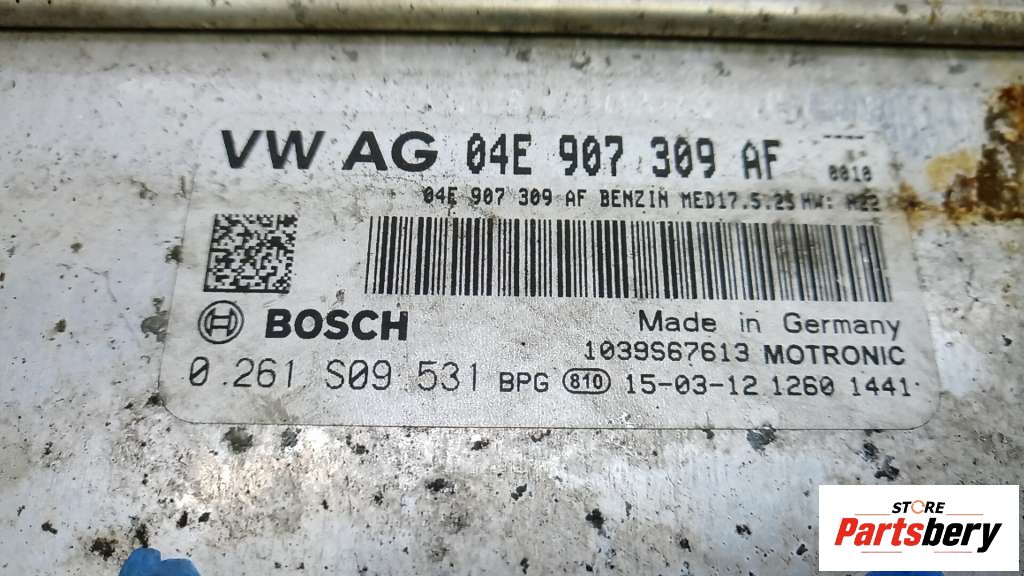 VW AG 04E 907 309 AF
0010
04E 907 309 AF BENZIN MED17.5.25 HW: H22
BOSCH
Made in Germany
1039S67613 MOTRONIC
0 261 S09 531 BPG 810 15-03-12 1260 1441
STORE
Partsbery